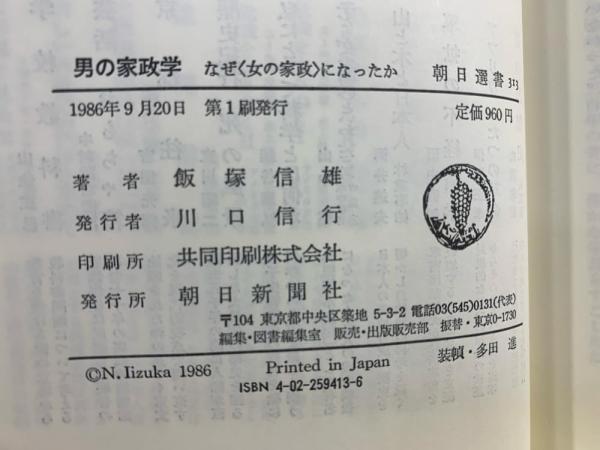 男の家政学 なぜ〈女の家政〉になったか 朝日選書 313
1986年9月20日 第1刷発行 定価960円
著者 飯塚信雄
発行者 川口信行
印刷所 共同印刷株式会社
発行所 朝日新聞社
〒104 東京都中央区築地 5-3-2 電話03(545)0131(代表)
編集・図書編集室 販売・出版販売部 振替・東京0-1730
©N. Iizuka 1986 Printed in Japan 装幀・多田 進
ISBN 4-02-259413-6